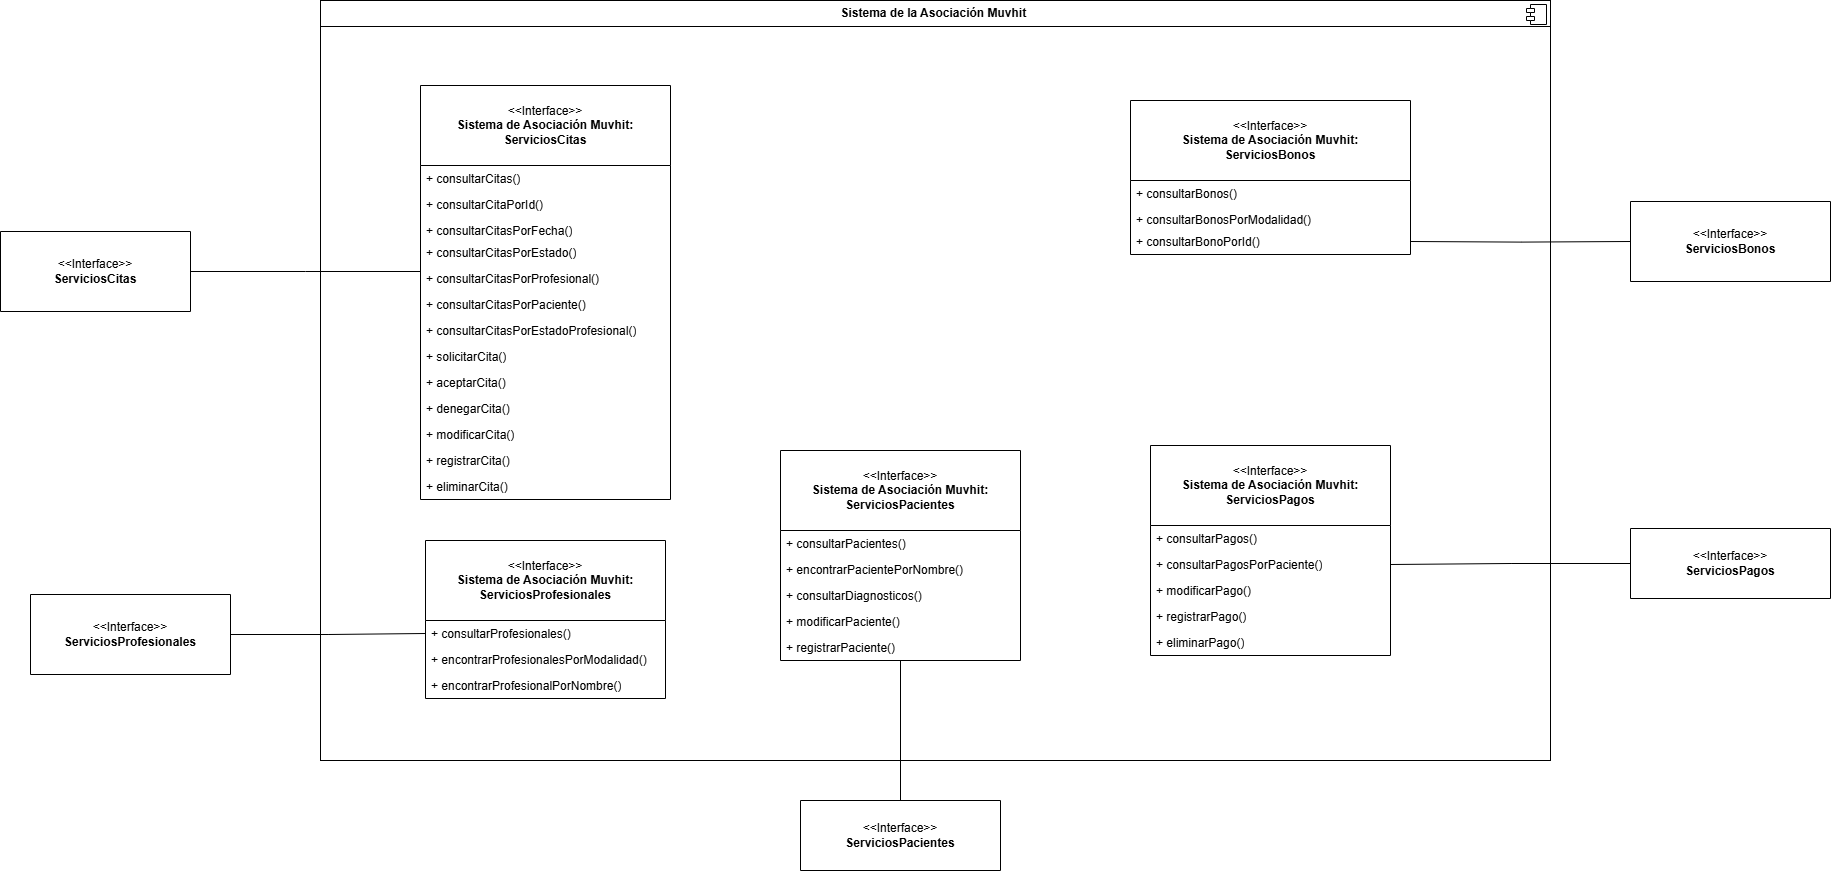 Sistema de la Asociación Muvhit
<<Interface>>
Sistema de Asociación Muvhit:
ServiciosCitas
+ consultarCitas()
+ consultarCitaPorId()
+ consultarCitasPorFecha()
+ consultarCitasPorEstado()
+ consultarCitasPorProfesional()
+ consultarCitasPorPaciente()
+ consultarCitasPorEstadoProfesional()
+ solicitarCita()
+ aceptarCita()
+ denegarCita()
+ modificarCita()
+ registrarCita()
+ eliminarCita()
<<Interface>>
Sistema de Asociación Muvhit:
ServiciosBonos
+ consultarBonos()
+ consultarBonosPorModalidad()
+ consultarBonoPorId()
<<Interface>>
ServiciosCitas
<<Interface>>
ServiciosBonos
<<Interface>>
Sistema de Asociación Muvhit:
ServiciosProfesionales
+ consultarProfesionales()
+ encontrarProfesionalesPorModalidad()
+ encontrarProfesionalPorNombre()
<<Interface>>
Sistema de Asociación Muvhit:
ServiciosPacientes
+ consultarPacientes()
+ encontrarPacientePorNombre()
+ consultarDiagnosticos()
+ modificarPaciente()
+ registrarPaciente()
<<Interface>>
Sistema de Asociación Muvhit:
ServiciosPagos
+ consultarPagos()
+ consultarPagosPorPaciente()
+ modificarPago()
+ registrarPago()
+ eliminarPago()
<<Interface>>
ServiciosProfesionales
<<Interface>>
ServiciosPagos
<<Interface>>
ServiciosPacientes